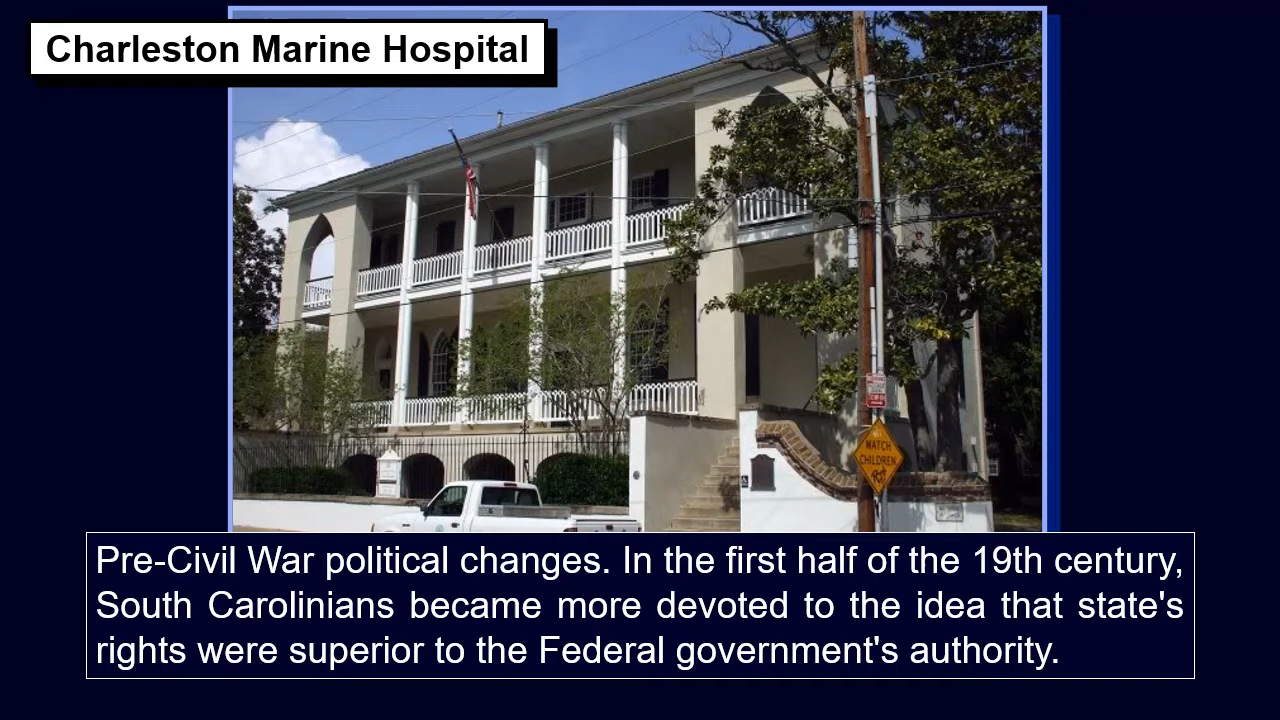 Charleston Marine Hospital
WATCH
CHILDREN
Pre-Civil War political changes. In the first half of the 19th century,
South Carolinians became more devoted to the idea that state's
rights were superior to the Federal government's authority.